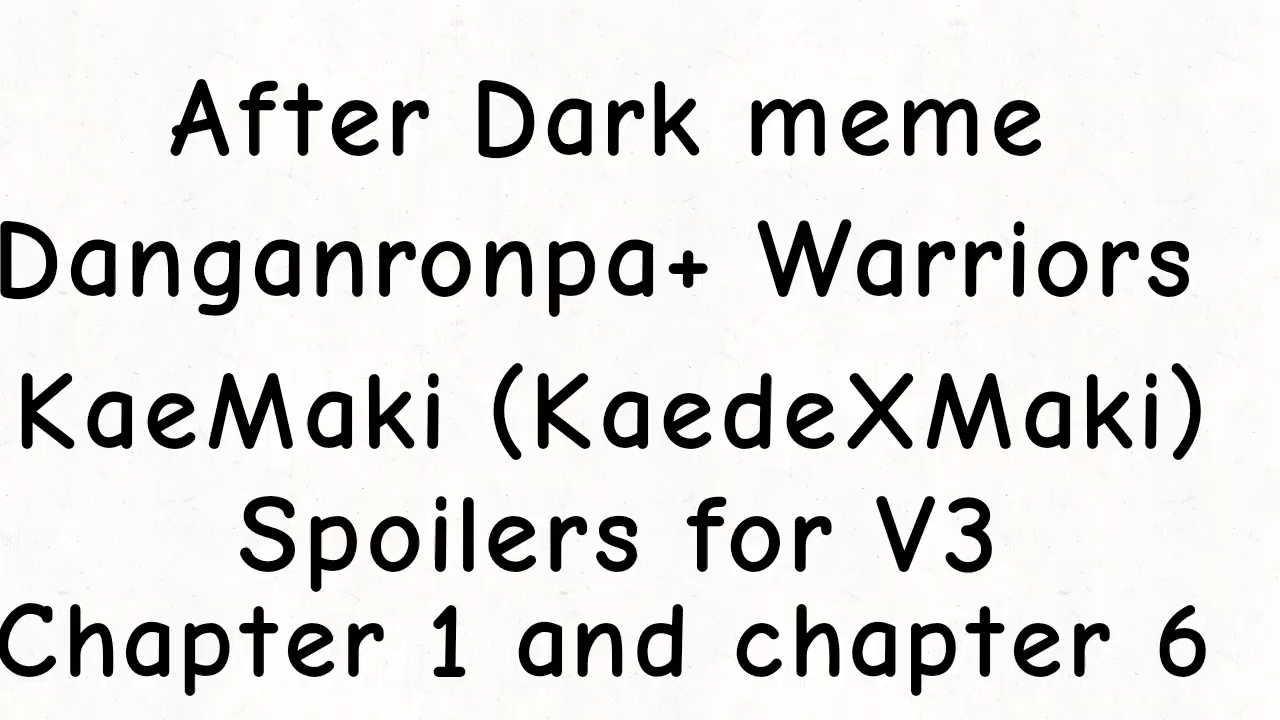 After Dark meme
Danganronpa+ Warriors
KaeMaki (KaedeXMaki)
Spoilers for V3
Chapter 1 and chapter 6